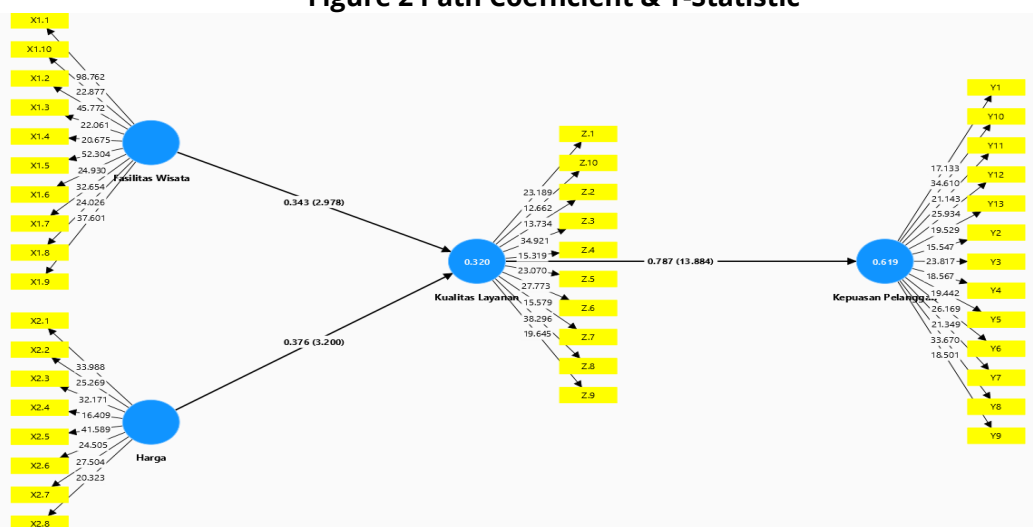 Figure 2 Path Coefficient & T-Statistic
X1.1
X1.10
X1.2
X1.3
X1.4
X1.5
X1.6
X1.7
X1.8
X1.9
98.762
22.877
45.772
22.061
20.675
52.304
24.930
32.654
24.026
37.601
Fasilitas Wisata
0.343 (2.978)
X2.1
X2.2
X2.3
X2.4
X2.5
X2.6
X2.7
X2.8
33.988
25.269
32.171
16.409
41.589
24.505
27.504
20.323
Harga
0.376 (3.200)
0.320
Kualitas Layanan
Z.1
Z.10
Z.2
Z.3
Z.4
Z.5
Z.6
Z.7
Z.8
Z.9
23.189
12.662
13.734
34.921
15.319
23.070
27.773
15.579
38.296
19.645
0.787 (13.884)
0.619
Kepuasan Pelangga...
Y1
Y10
Y11
Y12
Y13
Y2
Y3
Y4
Y5
Y6
Y7
Y8
Y9
17.133
34.610
21.143
25.934
19.529
15.547
23.817
18.567
19.442
26.169
21.349
33.670
18.501